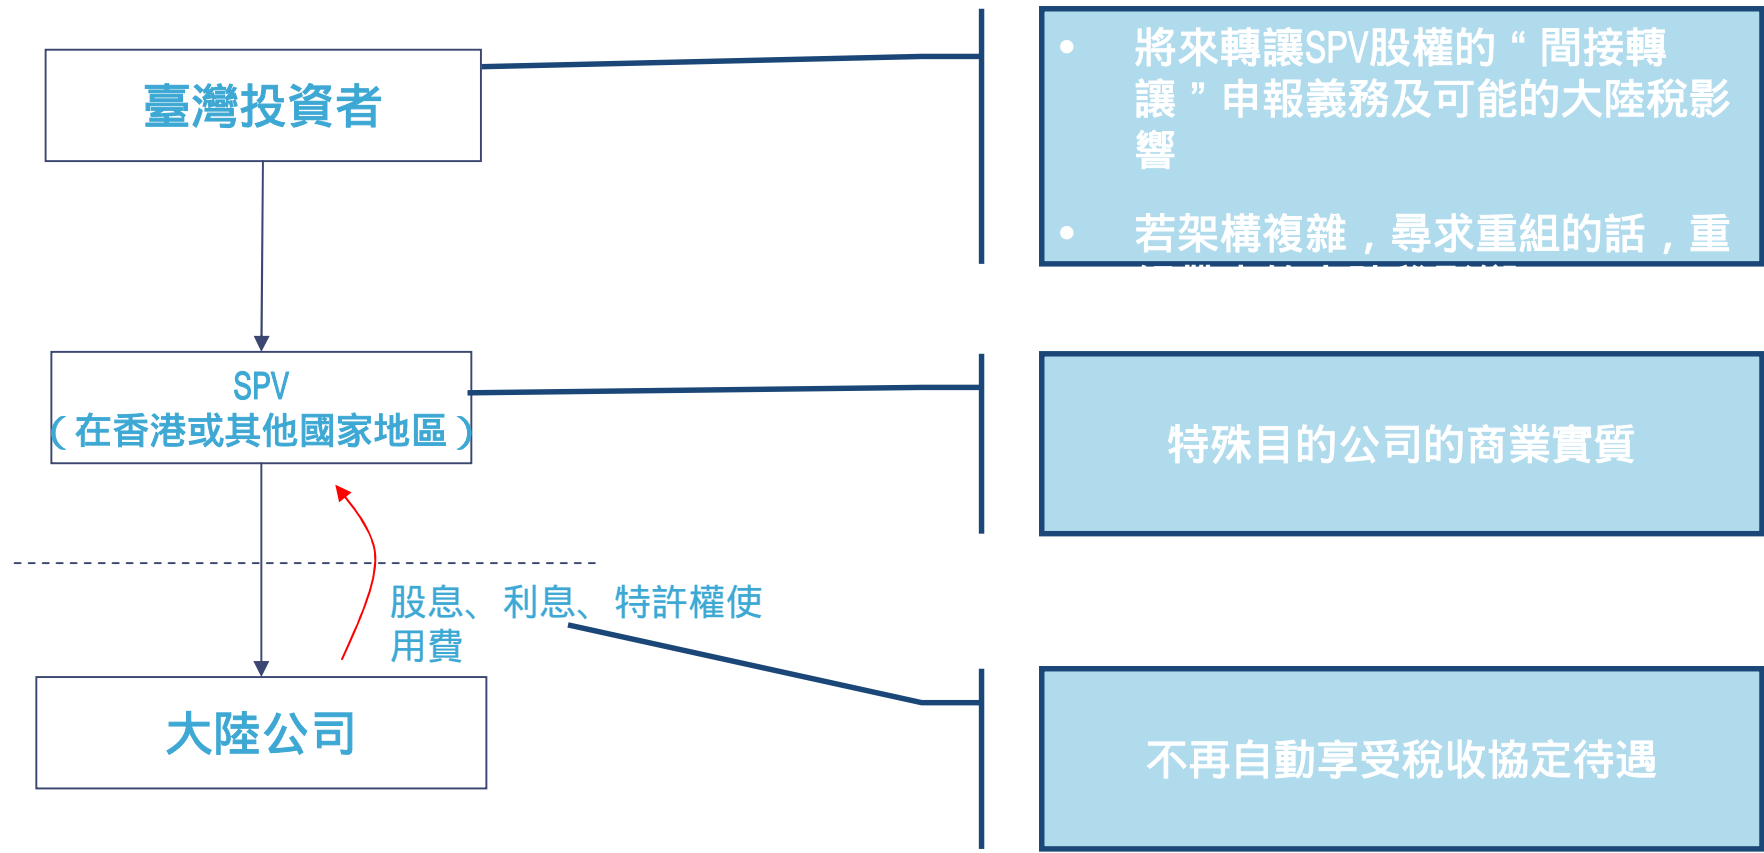 臺灣投資者
SPV
（在香港或其他國家地區）
股息、利息、特許權使
用費
大陸公司
• 將來轉讓SPV股權的“間接轉
讓”申報義務及可能的大陸稅影
響
• 若架構複雜，尋求重組的話，重
特殊目的公司的商業實質
不再自動享受稅收協定待遇